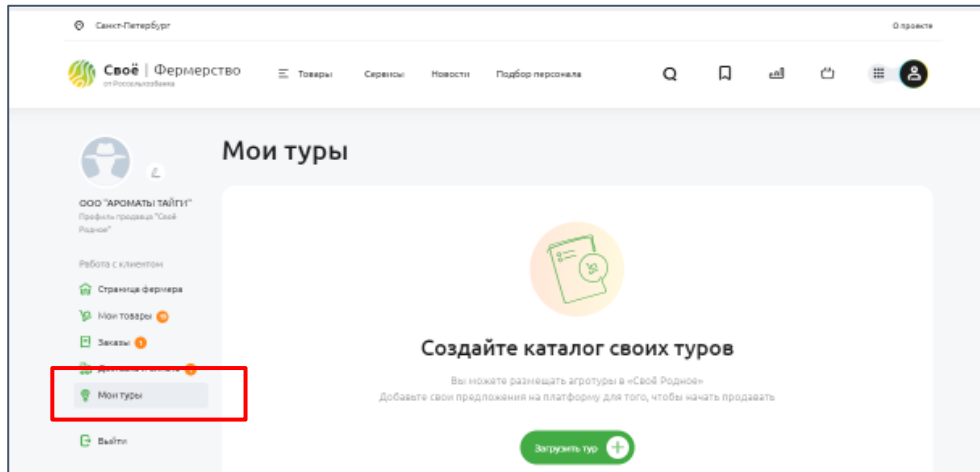 Санкт-Петербург
О проекте
Своё | Фермерство
от Россельхозбанка
Товары Сервисы Новости Подбор персонала
Мои туры
ООО "АРОМАТЫ ТАЙГИ"
Профиль продавца "Своё
Родное"
Работа с клиентом
Страница фермера
Мои товары
Заказы
Доставка и оплата
Мои туры
Выйти
Создайте каталог своих туров
Вы можете размещать агротуры в «Своё Родное»
Добавьте свои предложения на платформу для того, чтобы начать продавать
Загрузить тур